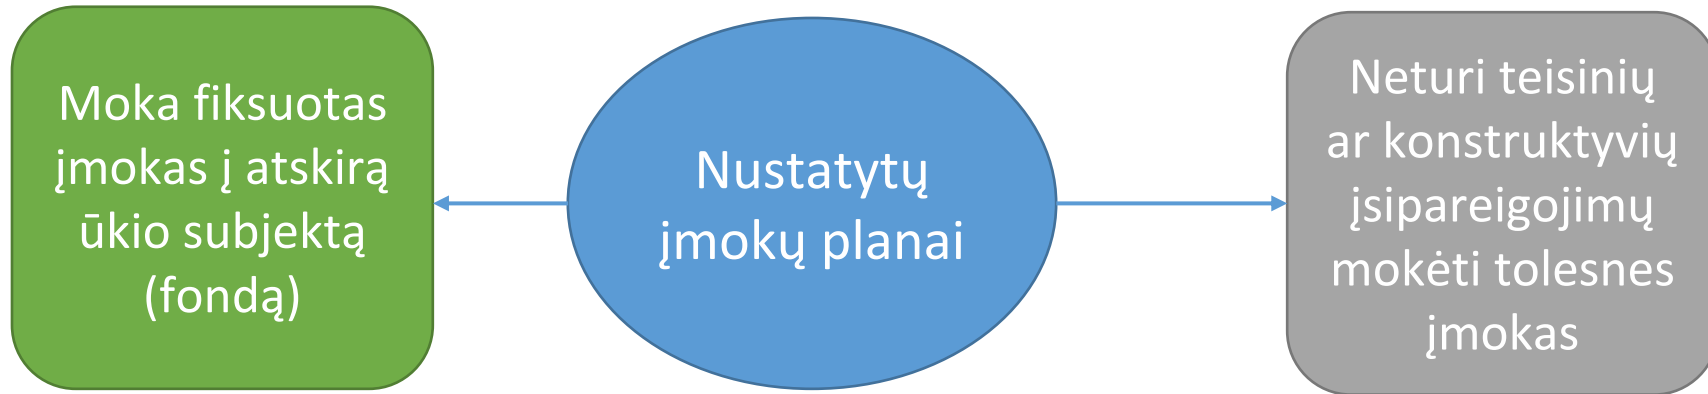 Moka fiksuotas
įmokas į atskirą
ūkio subjektą
(fondą)
Nustatytų
įmokų planai
Neturi teisinių
ar konstruktyvių
įsipareigojimų
mokėti tolesnes
įmokas